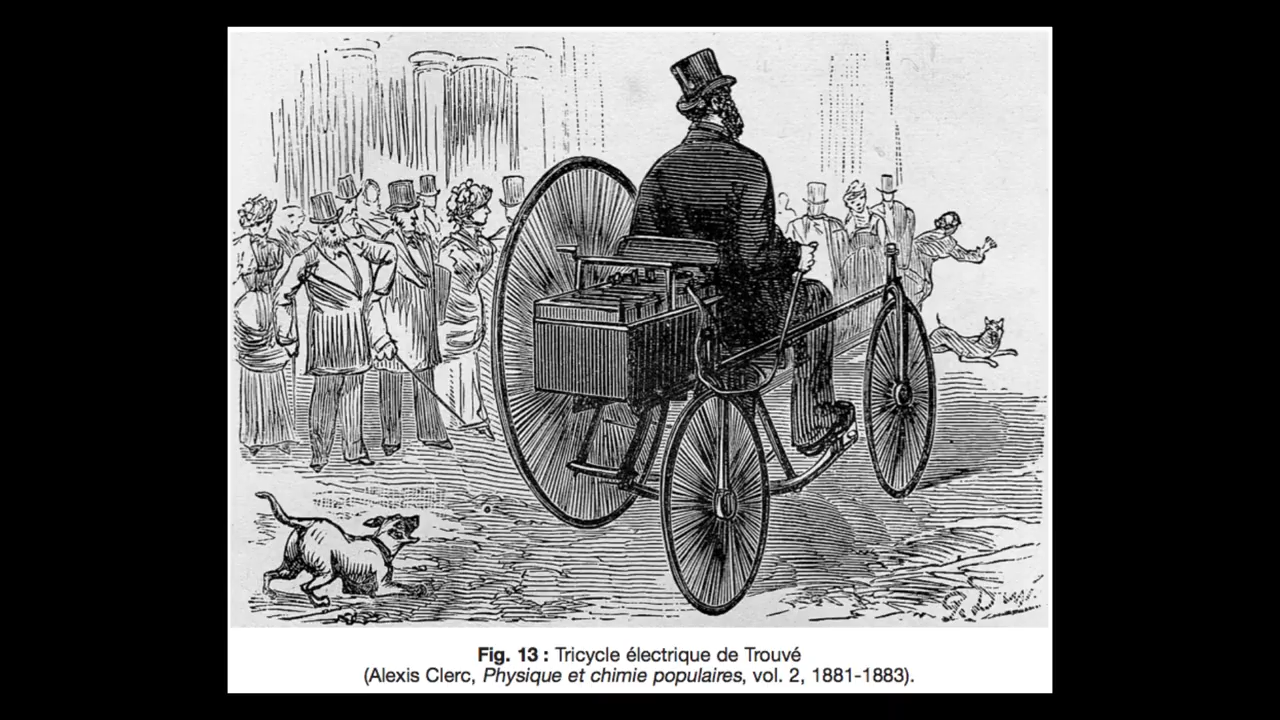 Fig. 13 : Tricycle électrique de Trouvé
(Alexis Clerc, Physique et chimie populaires, vol. 2, 1881-1883).